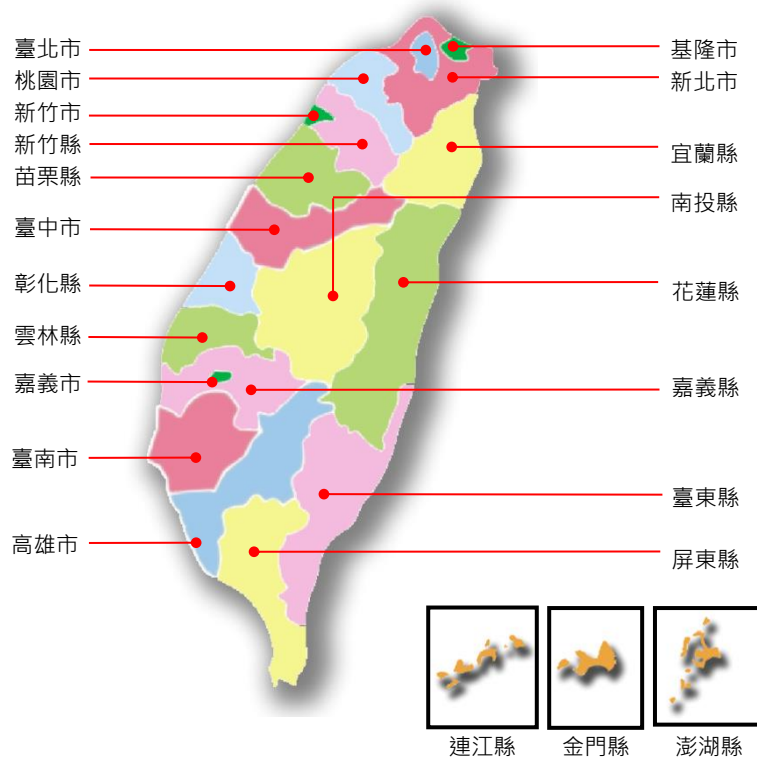 臺北市
桃園市
新竹市
新竹縣
苗栗縣
臺中市
彰化縣
雲林縣
嘉義市
臺南市
高雄市
基隆市
新北市
宜蘭縣
南投縣
花蓮縣
嘉義縣
臺東縣
屏東縣
連江縣
金門縣
澎湖縣